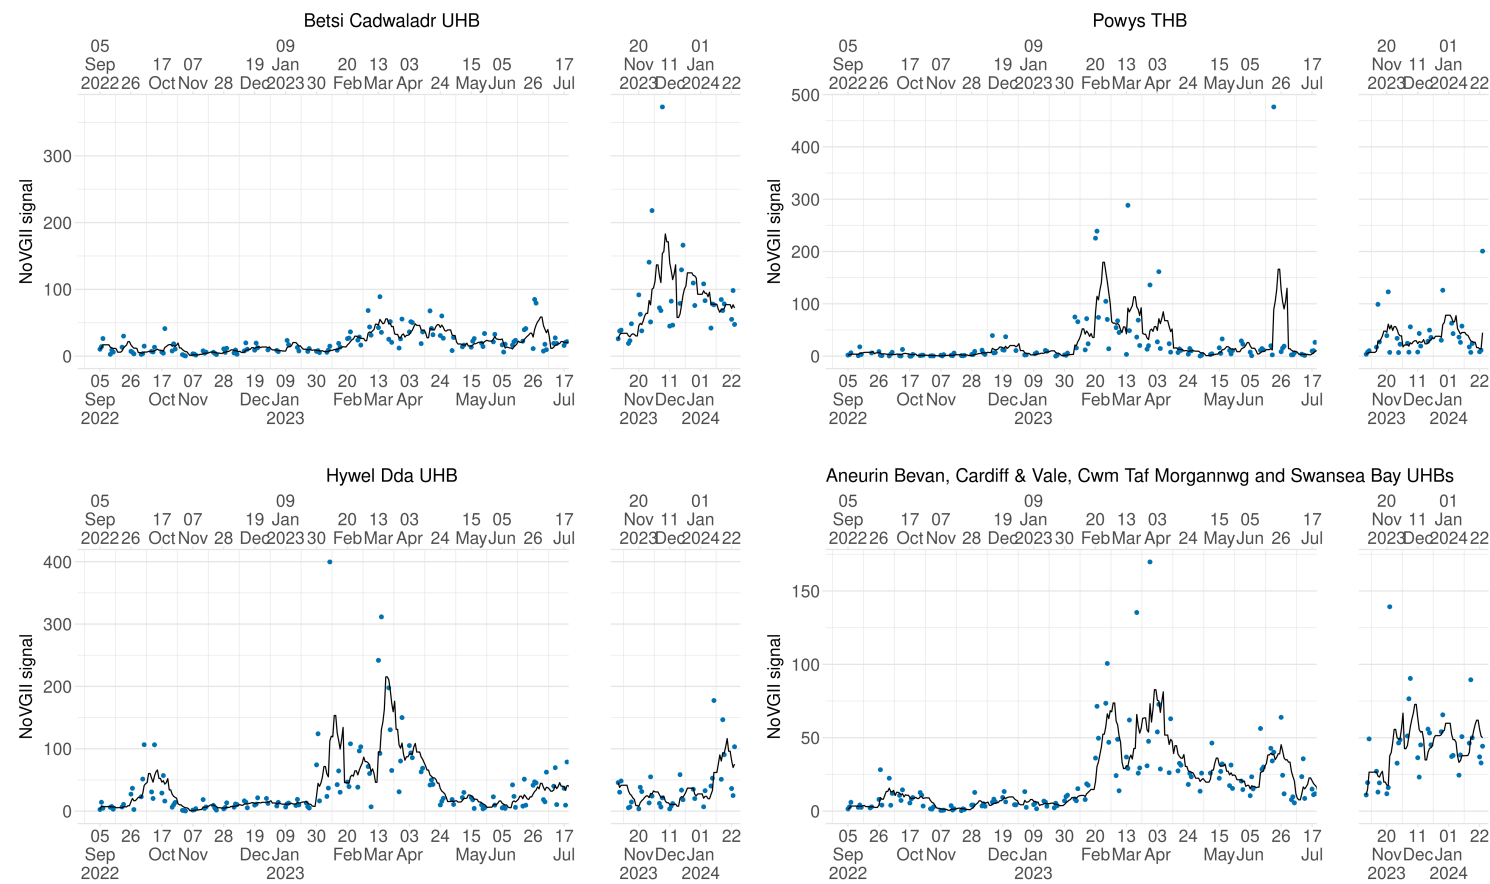 Betsi Cadwaladr UHB
05 09 20 01
Sep 17 07 19 Jan 20 13 03 15 05 17 Nov 11 Jan
2022 26 Oct Nov 28 Dec 2023 30 Feb Mar Apr 24 May Jun 26 Jul 2023 Dec 2024 22
NoVGII signal
300
200
100
0
05 26 17 07 28 19 09 30 20 13 03 24 15 05 26 17 20 11 01 22
Sep Oct Nov Dec Jan Feb Mar Apr May Jun Jul Nov Dec Jan
2022 2023 2023 2024
Powys THB
05 09 20 01
Sep 17 07 19 Jan 20 13 03 15 05 17 Nov 11 Jan
2022 26 Oct Nov 28 Dec 2023 30 Feb Mar Apr 24 May Jun 26 Jul 2023 Dec 2024 22
NoVGII signal
500
400
300
200
100
0
05 26 17 07 28 19 09 30 20 13 03 24 15 05 26 17 20 11 01 22
Sep Oct Nov Dec Jan Feb Mar Apr May Jun Jul Nov Dec Jan
2022 2023 2023 2024
Hywel Dda UHB
05 09 20 01
Sep 17 07 19 Jan 20 13 03 15 05 17 Nov 11 Jan
2022 26 Oct Nov 28 Dec 2023 30 Feb Mar Apr 24 May Jun 26 Jul 2023 Dec 2024 22
NoVGII signal
400
300
200
100
0
05 26 17 07 28 19 09 30 20 13 03 24 15 05 26 17 20 11 01 22
Sep Oct Nov Dec Jan Feb Mar Apr May Jun Jul Nov Dec Jan
2022 2023 2023 2024
Aneurin Bevan, Cardiff & Vale, Cwm Taf Morgannwg and Swansea Bay UHBs
05 09 20 01
Sep 17 07 19 Jan 20 13 03 15 05 17 Nov 11 Jan
2022 26 Oct Nov 28 Dec 2023 30 Feb Mar Apr 24 May Jun 26 Jul 2023 Dec 2024 22
NoVGII signal
150
100
50
0
05 26 17 07 28 19 09 30 20 13 03 24 15 05 26 17 20 11 01 22
Sep Oct Nov Dec Jan Feb Mar Apr May Jun Jul Nov Dec Jan
2022 2023 2023 2024